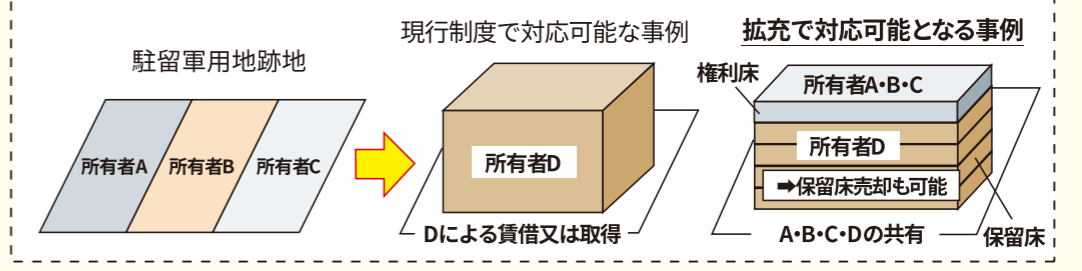 駐留軍用地跡地
所有者A
所有者B
所有者C
現行制度で対応可能な事例
所有者D
Dによる賃借又は取得
拡充で対応可能となる事例
権利床
所有者A・B・C
所有者D
➡保留床売却も可能
A・B・C・Dの共有
保留床